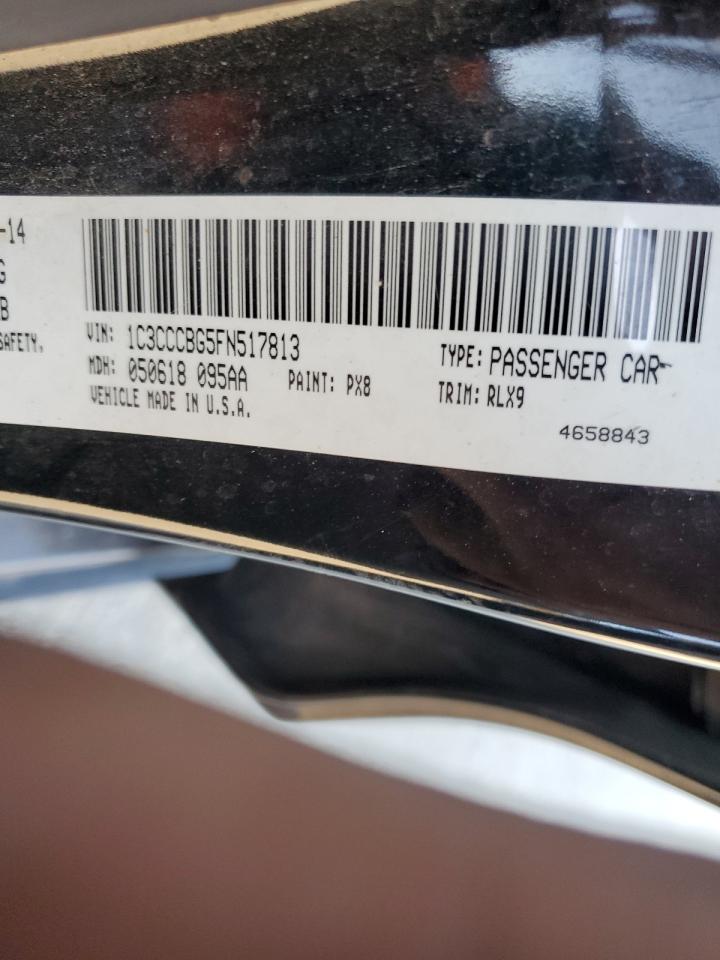 -14
G
B
SAFETY.
VIN: 1C3CCCBG5FN517813
TYPE: PASSENGER CAR
MDH: 050618 095AA
PAINT: PX8
TRIM: RLX9
VEHICLE MADE IN U.S.A.
4658843